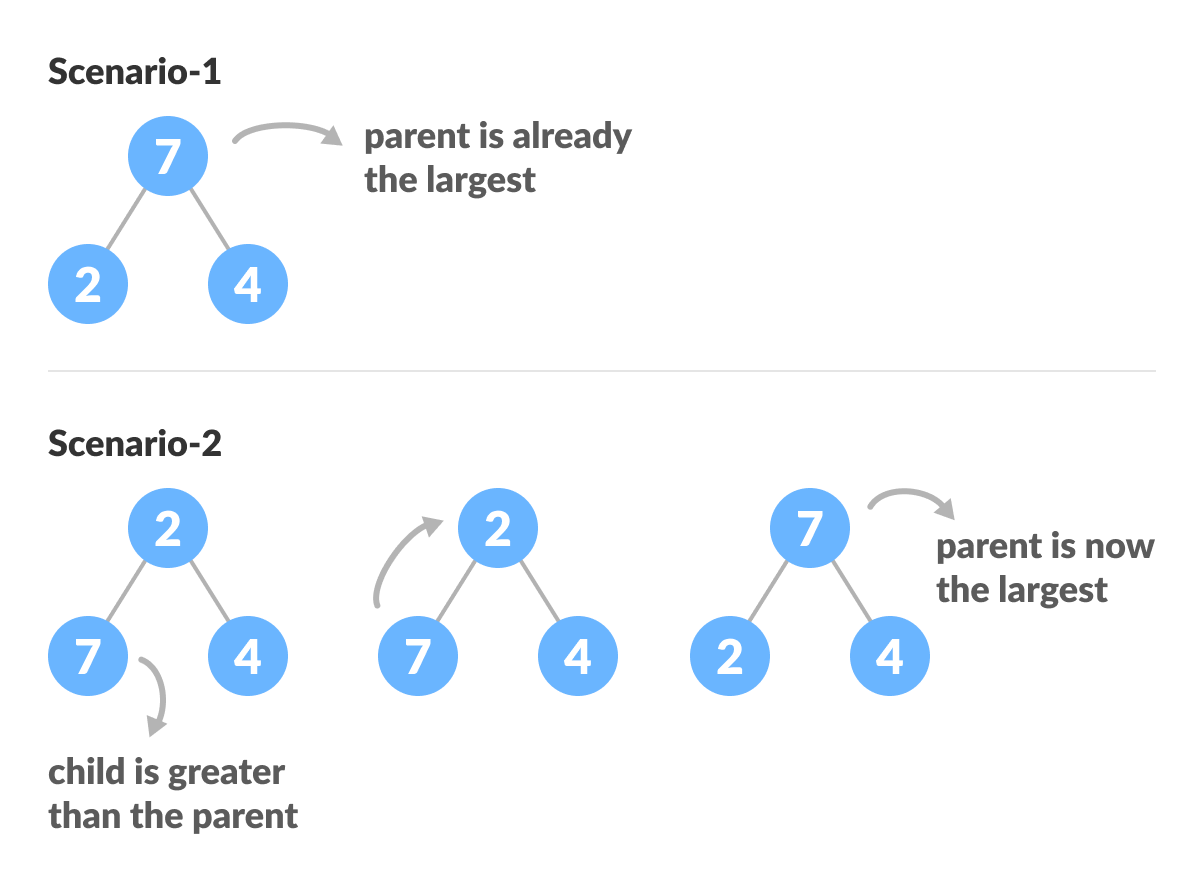 Scenario-1
7
parent is already
the largest
2 4
Scenario-2
2 2 7
parent is now
the largest
7 4 7 4 2 4
child is greater
than the parent